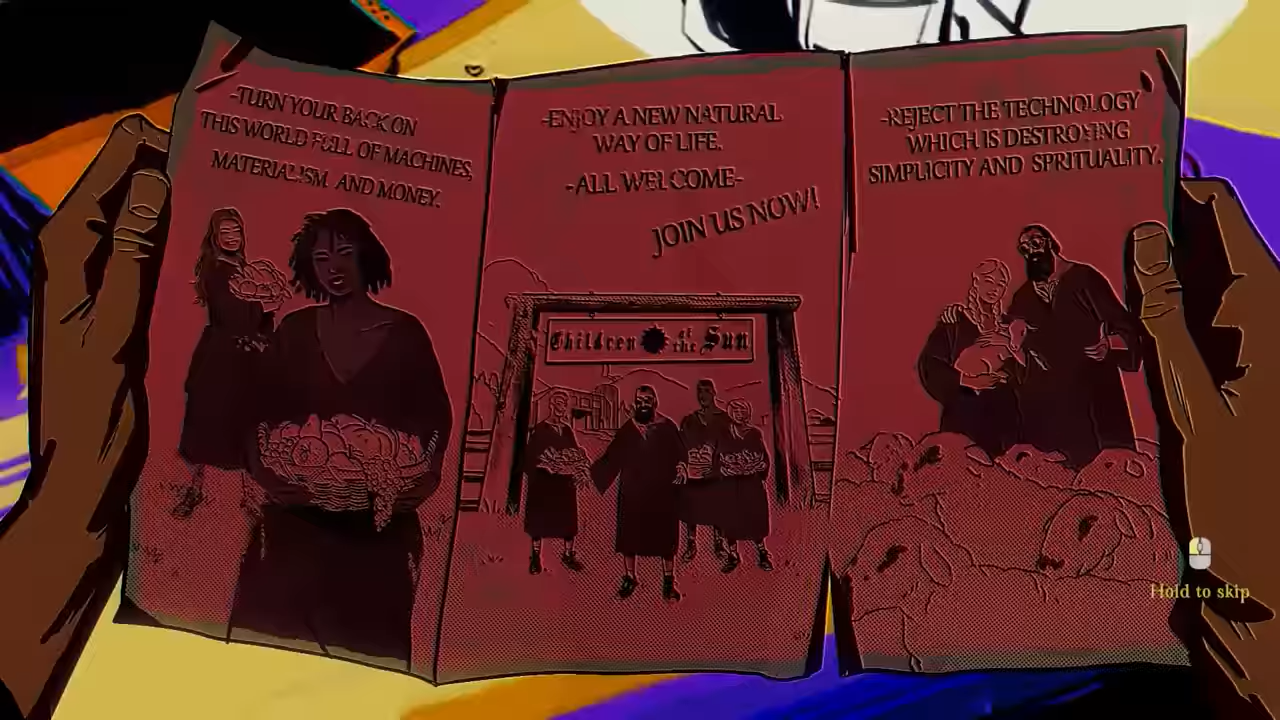 -TURN YOUR BACK ON
THIS WORLD FULL OF MACHINES,
MATERIALISM AND MONEY.
-ENJOY A NEW NATURAL
WAY OF LIFE.
-ALL WELCOME-
JOIN US NOW!
Children of the Sun
-REJECT THE TECHNOLOGY
WHICH IS DESTROYING
SIMPLICITY AND SPRITUALITY.
Hold to skip